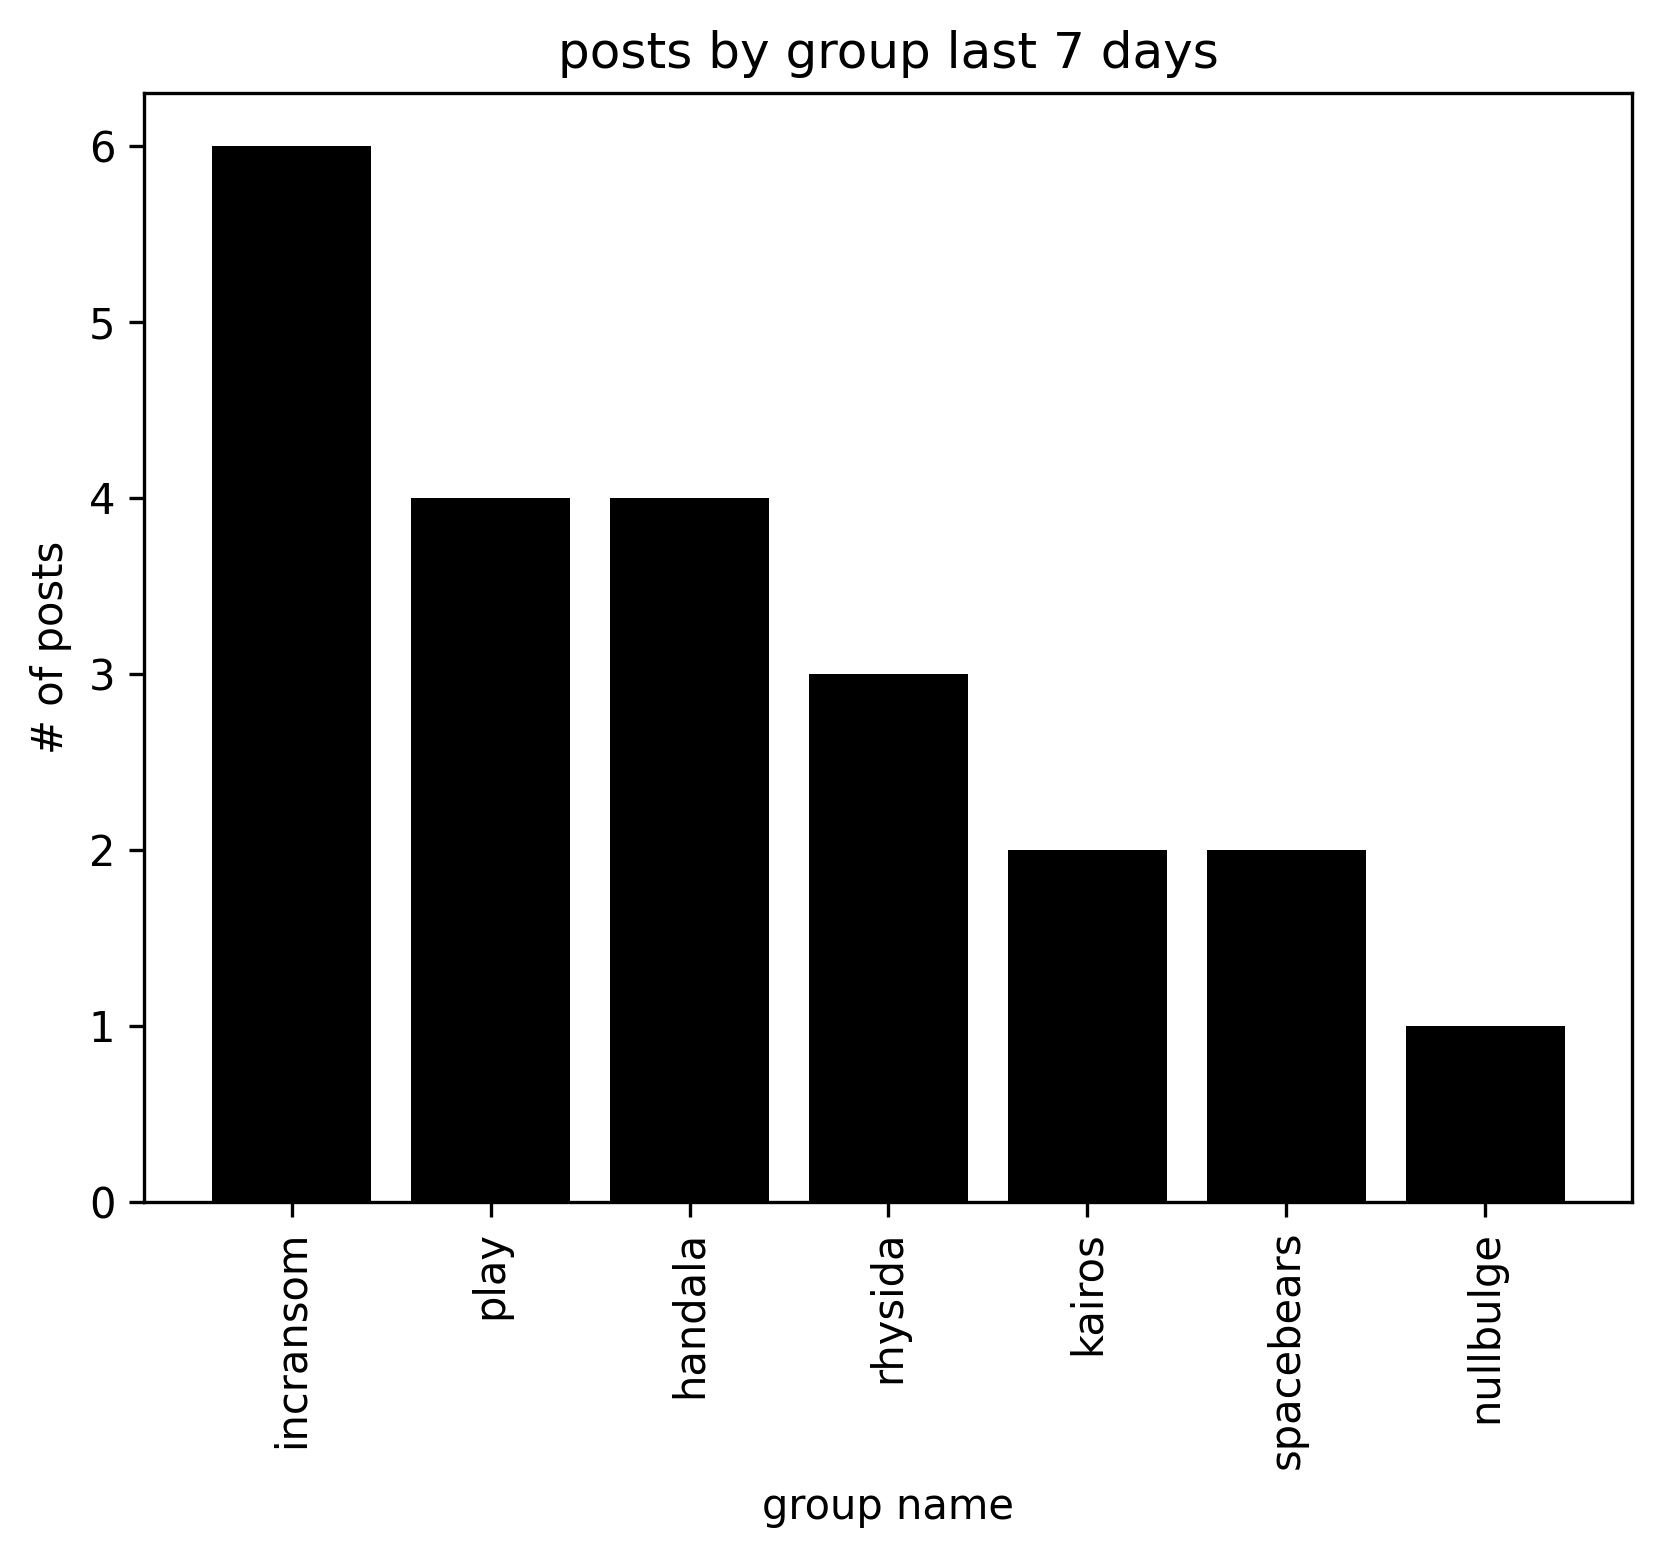 posts by group last 7 days
# of posts
6
5
4
3
2
1
0
incransom
play
handala
rhysida
kairos
spacebears
nullbulge
group name